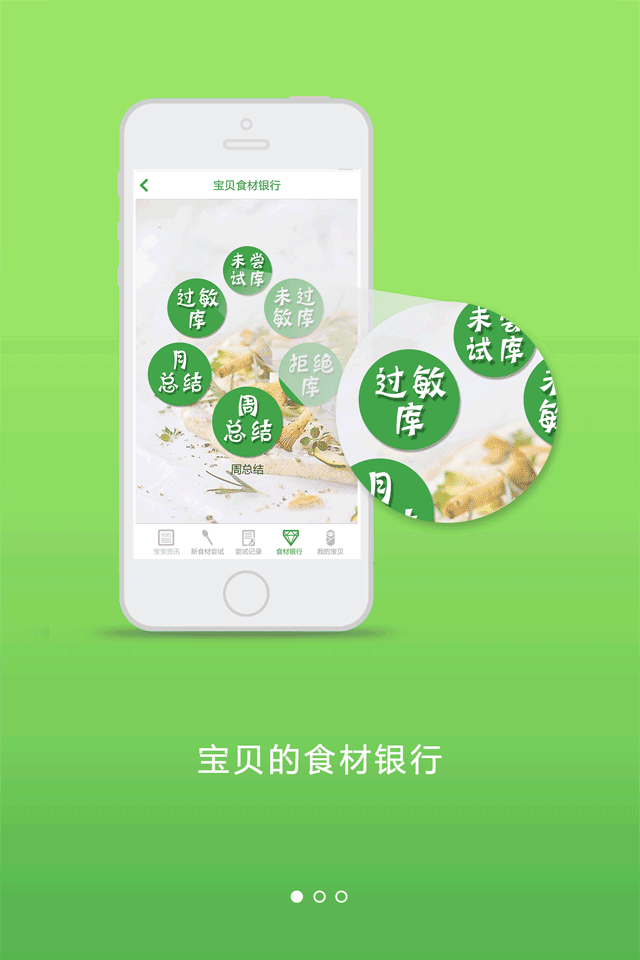 宝贝食材银行
未尝
试库
过敏
库
未过
敏库
月
总结
拒绝
库
周
总结
周总结
未尝
试库
过敏
库
未
敏
月
宝宝资讯
新食材尝试
尝试记录
食材银行
我的宝贝
宝贝的食材银行